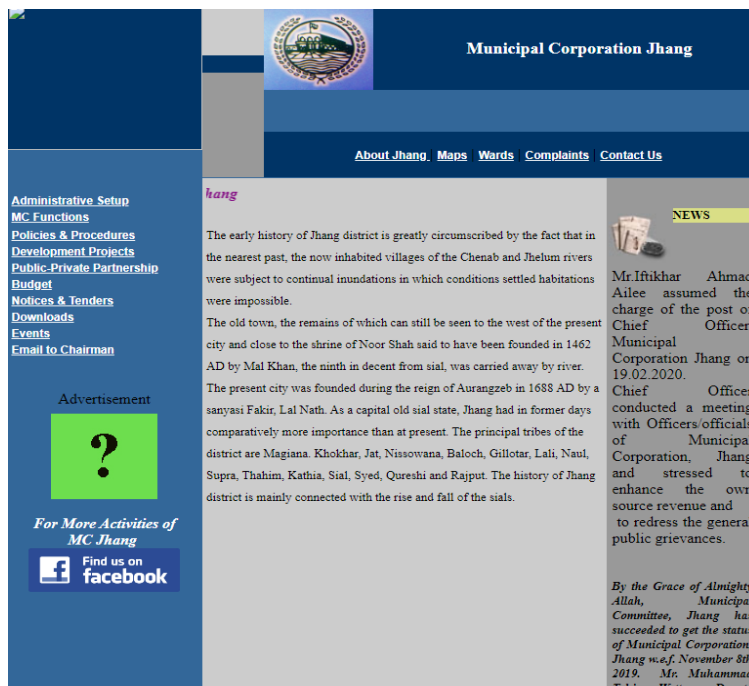 Municipal Corporation Jhang
About Jhang | Maps | Wards | Complaints | Contact Us
Administrative Setup
MC Functions
Policies & Procedures
Development Projects
Public-Private Partnership
Budget
Notices & Tenders
Downloads
Events
Email to Chairman
Advertisement
?
For More Activities of
MC Jhang
Find us on
facebook
hang
The early history of Jhang district is greatly circumscribed by the fact that in
the nearest past, the now inhabited villages of the Chenab and Jhelum rivers
were subject to continual inundations in which conditions settled habitations
were impossible.
The old town, the remains of which can still be seen to the west of the present
city and close to the shrine of Noor Shah said to have been founded in 1462
AD by Mal Khan, the ninth in decent from sial, was carried away by river.
The present city was founded during the reign of Aurangzeb in 1688 AD by a
sanyasi Fakir, Lal Nath. As a capital old sial state, Jhang had in former days
comparatively more importance than at present. The principal tribes of the
district are Magiana. Khokhar, Jat, Nissowana, Baloch, Gillotar, Lali, Naul,
Supra, Thahim, Kathia, Sial, Syed, Qureshi and Rajput. The history of Jhang
district is mainly connected with the rise and fall of the sials.
NEWS
Mr.Iftikhar Ahmad
Ailee assumed the
charge of the post of
Chief Officer
Municipal
Corporation Jhang on
19.02.2020.
Chief Officer
conducted a meeting
with Officers/officials
of Municipal
Corporation, Jhang
and stressed to
enhance the own
source revenue and
to redress the general
public grievances.
By the Grace of Almighty
Allah, Municipal
Committee, Jhang has
succeeded to get the status
of Municipal Corporation
Jhang w.e.f. November 8th
2019. Mr. Muhammad